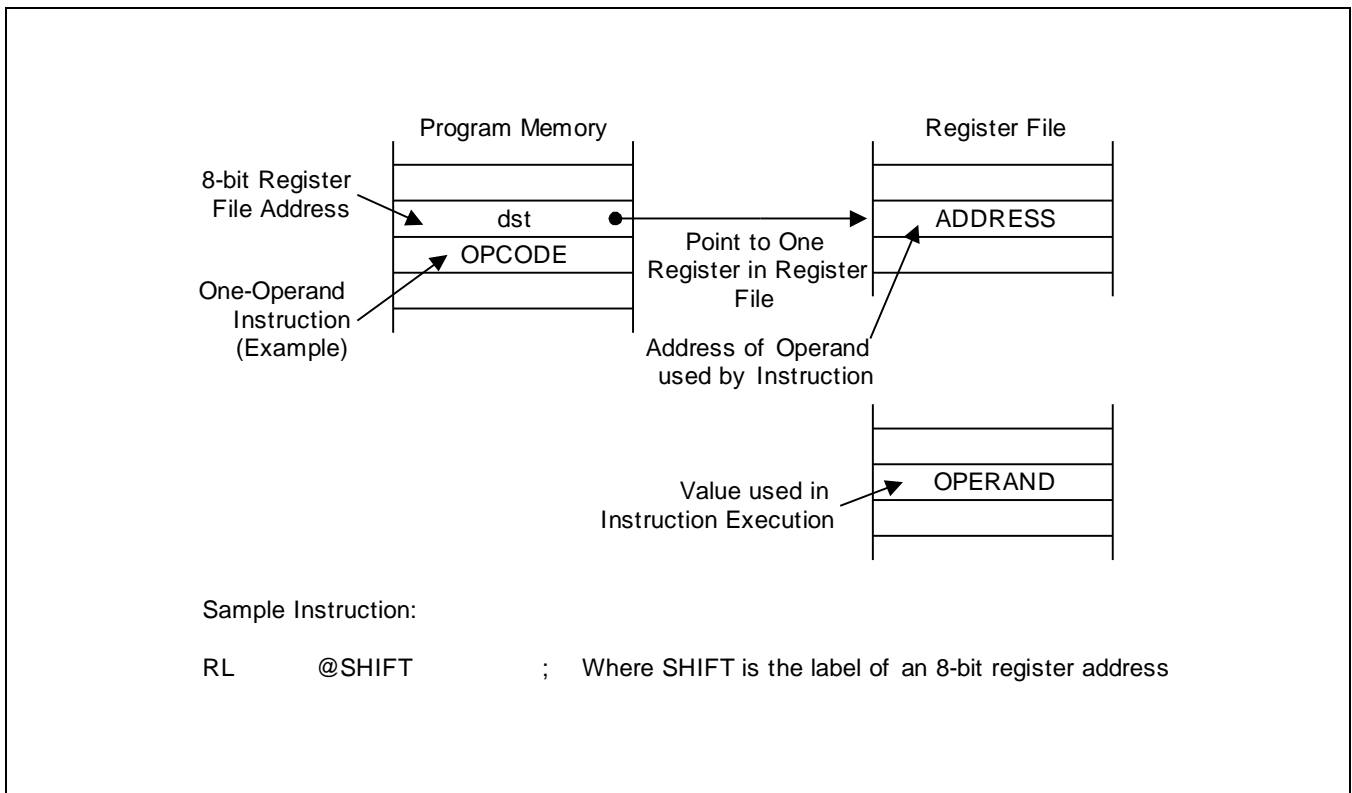 Program Memory
Register File
8-bit Register
File Address
dst
ADDRESS
OPCODE
Point to One
Register in Register
File
One-Operand
Instruction
(Example)
Address of Operand
used by Instruction
OPERAND
Value used in
Instruction Execution
Sample Instruction:
RL @SHIFT ; Where SHIFT is the label of an 8-bit register address